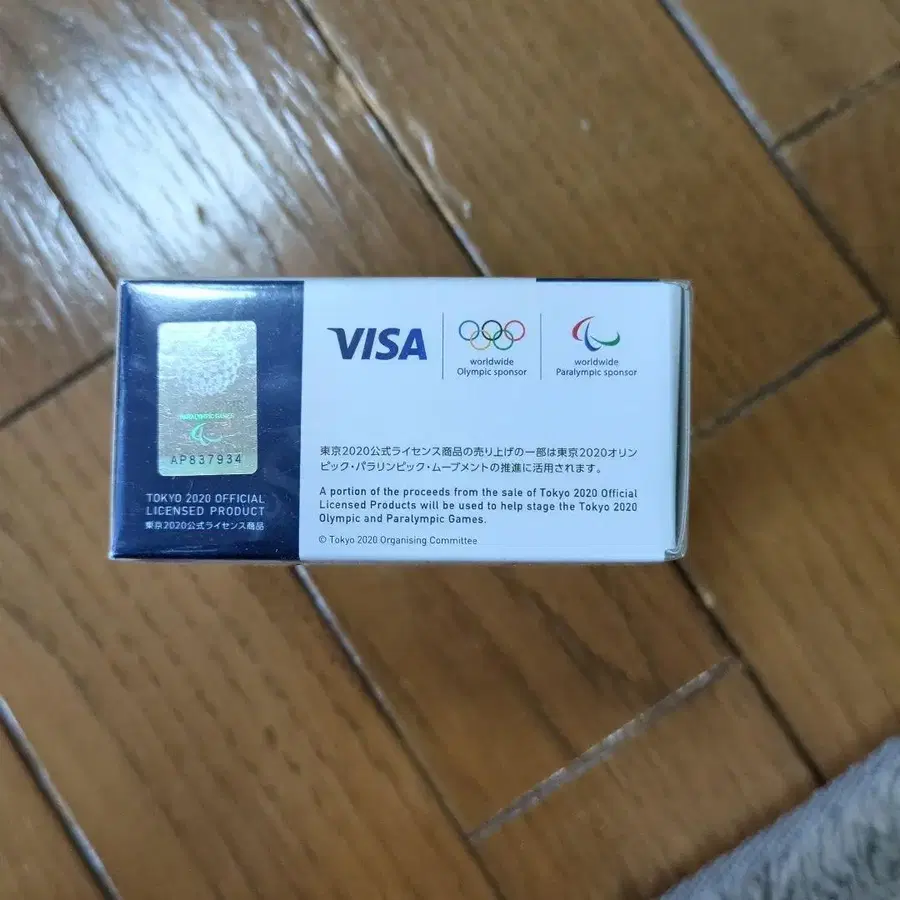 VISA
worldwide
Olympic sponsor
worldwide
Paralympic sponsor
PARALYMPIC GAMES
AP837934
TOKYO 2020 OFFICIAL
LICENSED PRODUCT
東京2020公式ライセンス商品
東京2020公式ライセンス商品の売り上げの一部は東京2020オリン
ピック・パラリンピック・ムーブメントの推進に活用されます。
A portion of the proceeds from the sale of Tokyo 2020 Official
Licensed Products will be used to help stage the Tokyo 2020
Olympic and Paralympic Games.
© Tokyo 2020 Organising Committee